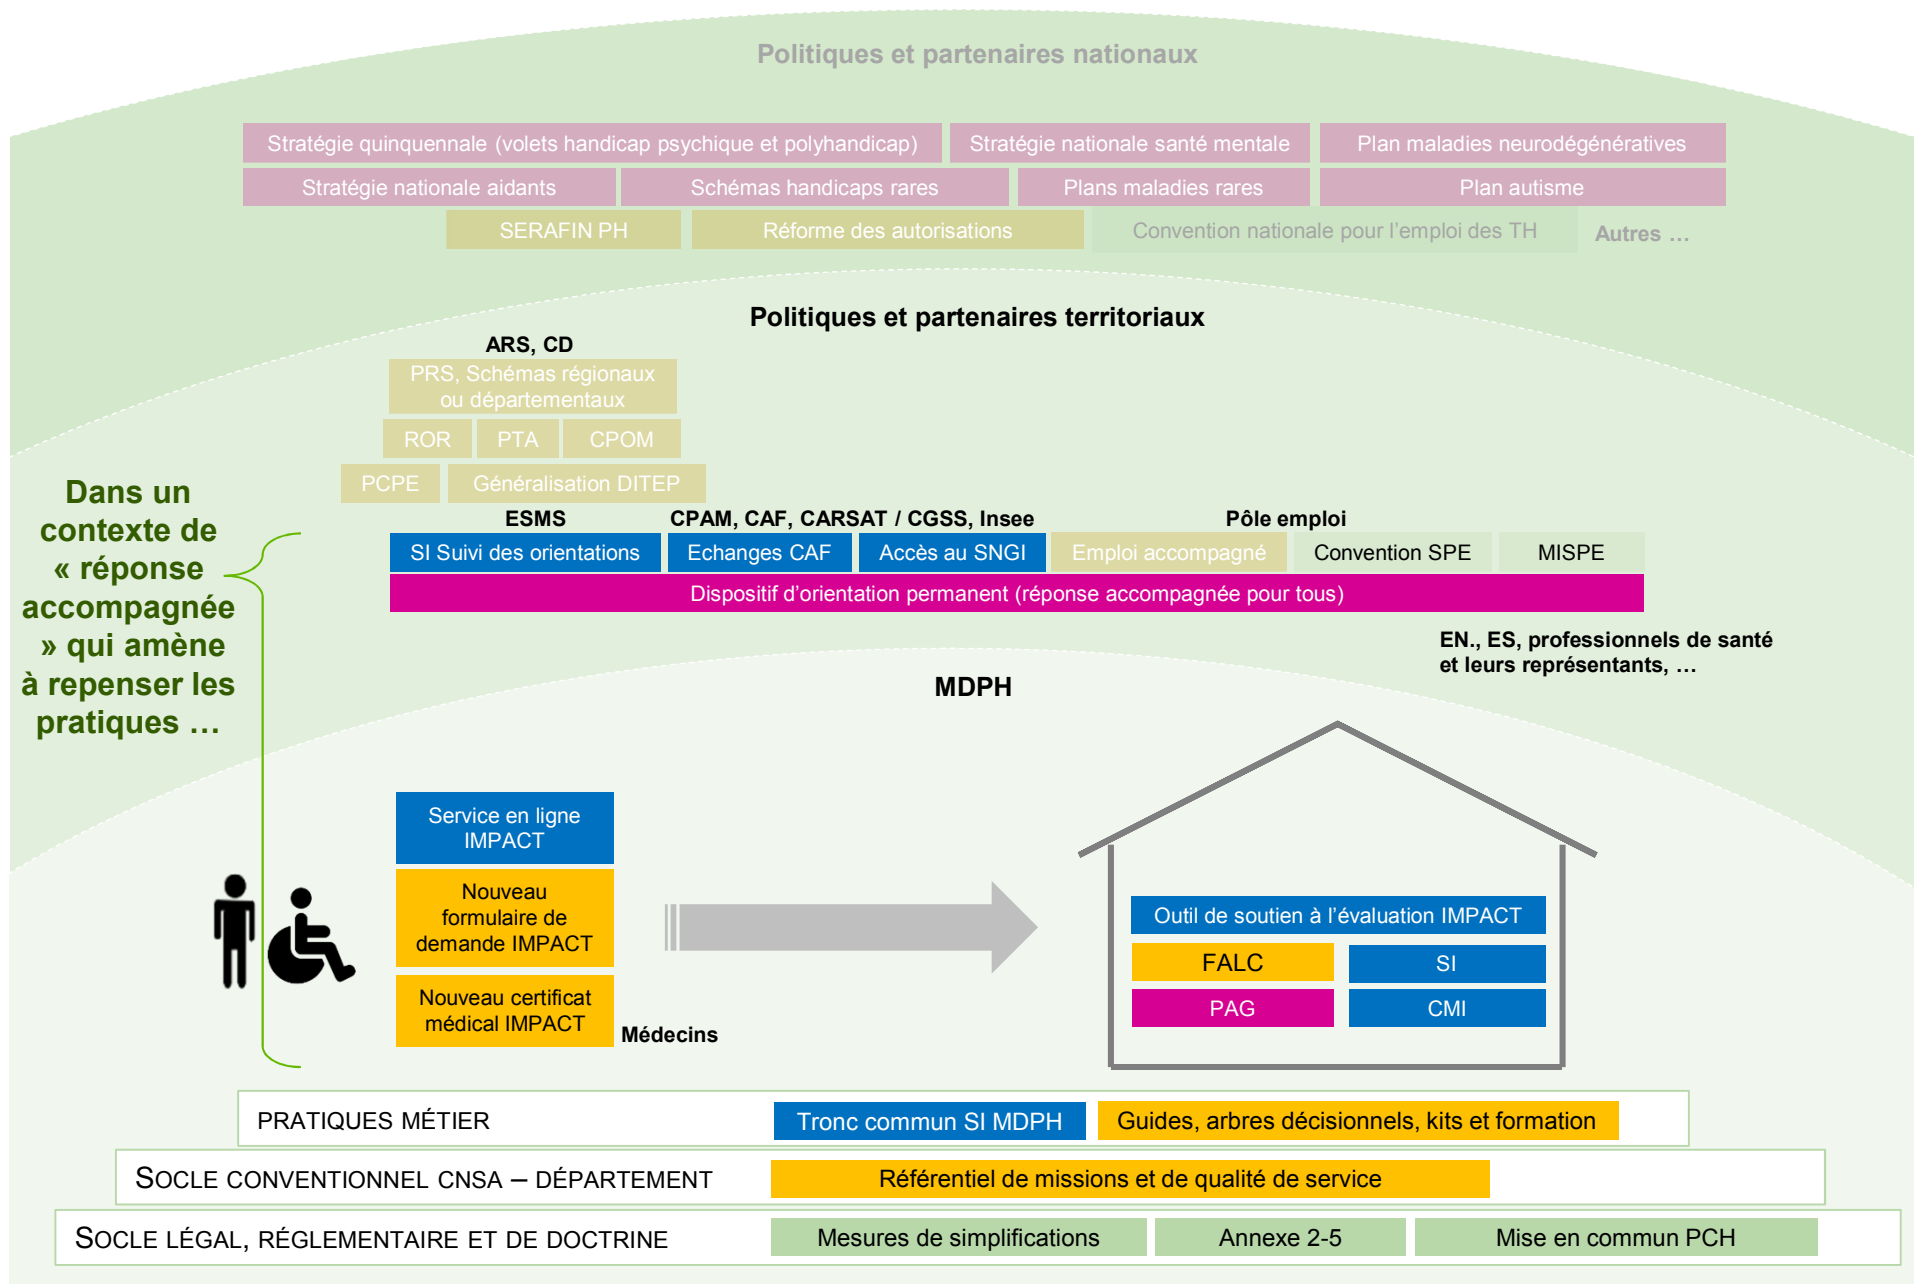 Politiques et partenaires nationaux
Stratégie quinquennale (volets handicap psychique et polyhandicap)
Stratégie nationale santé mentale
Plan maladies neurodégénératives
Stratégie nationale aidants
Schémas handicaps rares
Plans maladies rares
Plan autisme
SERAFIN PH
Réforme des autorisations
Convention nationale pour l'emploi des TH
Autres …
Politiques et partenaires territoriaux
ARS, CD
PRS, Schémas régionaux
ou départementaux
ROR
PTA
CPOM
PCPE
Généralisation DITEP
Dans un
contexte de
« réponse
accompagnée
» qui amène
à repenser les
pratiques …
ESMS
CPAM, CAF, CARSAT / CGSS, Insee
Pôle emploi
SI Suivi des orientations
Echanges CAF
Accès au SNGI
Emploi accompagné
Convention SPE
MISPE
Dispositif d'orientation permanent (réponse accompagnée pour tous)
EN., ES, professionnels de santé
et leurs représentants, …
MDPH
Service en ligne
IMPACT
Nouveau
formulaire de
demande IMPACT
Nouveau certificat
médical IMPACT
Médecins
Outil de soutien à l'évaluation IMPACT
FALC
SI
PAG
CMI
PRATIQUES MÉTIER
Tronc commun SI MDPH
Guides, arbres décisionnels, kits et formation
SOCLE CONVENTIONNEL CNSA – DÉPARTEMENT
Référentiel de missions et de qualité de service
SOCLE LÉGAL, RÉGLEMENTAIRE ET DE DOCTRINE
Mesures de simplifications
Annexe 2-5
Mise en commun PCH